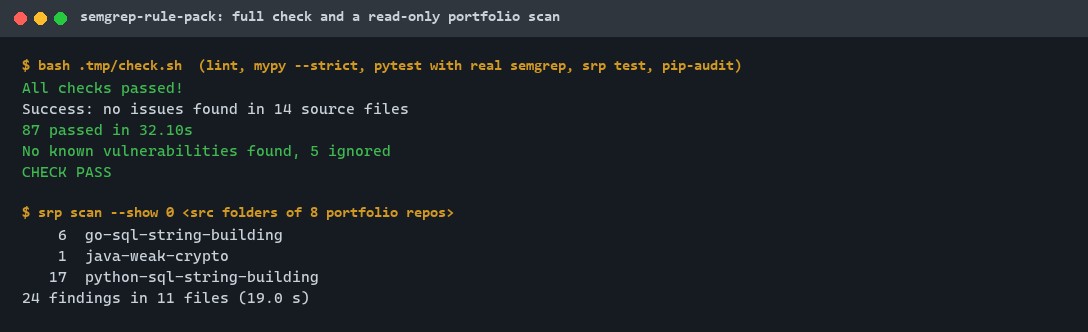 semgrep-rule-pack: full check and a read-only portfolio scan
$ bash .tmp/check.sh  (lint, mypy --strict, pytest with real semgrep, srp test, pip-audit)
All checks passed!
Success: no issues found in 14 source files
87 passed in 32.10s
No known vulnerabilities found, 5 ignored
CHECK PASS
$ srp scan --show 0 <src folders of 8 portfolio repos>
6  go-sql-string-building
1  java-weak-crypto
17  python-sql-string-building
24 findings in 11 files (19.0 s)